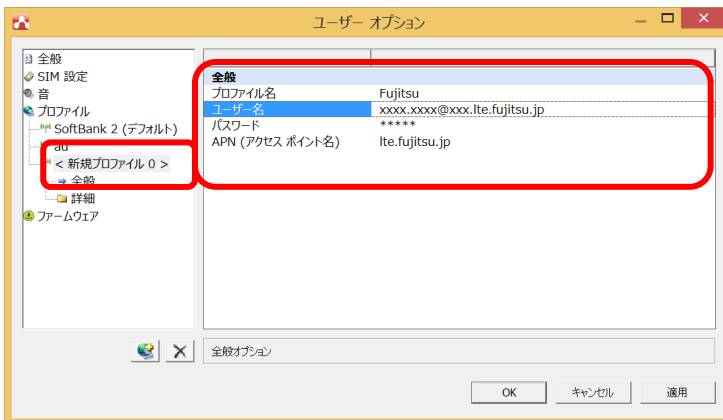 ユーザー オプション
全般
SIM 設定
音
プロファイル
SoftBank 2 (デフォルト)
au
< 新規プロファイル 0 >
全般
詳細
ファームウェア
全般
プロファイル名 Fujitsu
ユーザー名 xxxx.xxxx@xxx.lte.fujitsu.jp
パスワード *****
APN (アクセス ポイント名) lte.fujitsu.jp
全般オプション
OK キャンセル 適用